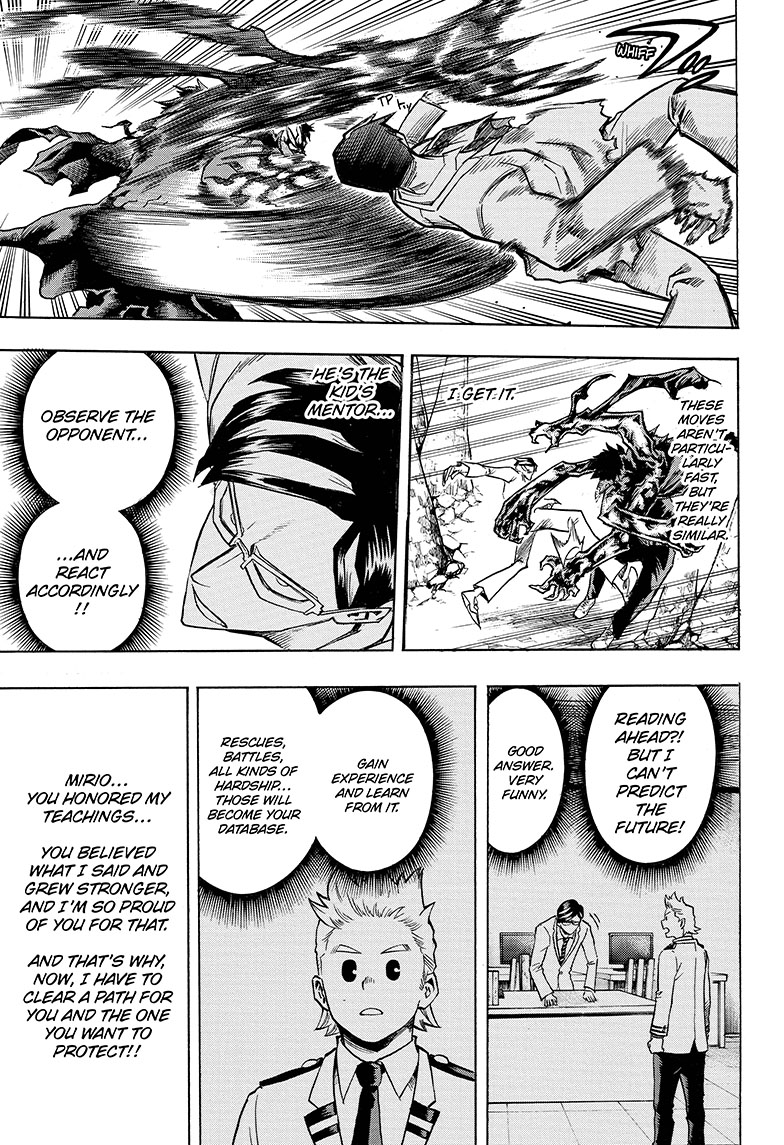 WHIFF
TP
I GET IT.
THESE
MOVES
AREN'T
PARTICU-
LARLY
FAST,
BUT
THEY'RE
REALLY
SIMILAR.
HE'S THE
KID'S
MENTOR...
OBSERVE THE
OPPONENT...
...AND
REACT
ACCORDINGLY
!!
READING
AHEAD?!
BUT I
CAN'T
PREDICT
THE
FUTURE!
GOOD
ANSWER.
VERY
FUNNY.
GAIN
EXPERIENCE
AND LEARN
FROM IT.
RESCUES,
BATTLES,
ALL KINDS OF
HARDSHIP...
THOSE WILL
BECOME YOUR
DATABASE.
MIRIO...
YOU HONORED MY
TEACHINGS...
YOU BELIEVED
WHAT I SAID AND
GREW STRONGER,
AND I'M SO PROUD
OF YOU FOR THAT.
AND THAT'S WHY,
NOW, I HAVE TO
CLEAR A PATH FOR
YOU AND THE ONE
YOU WANT TO
PROTECT!!